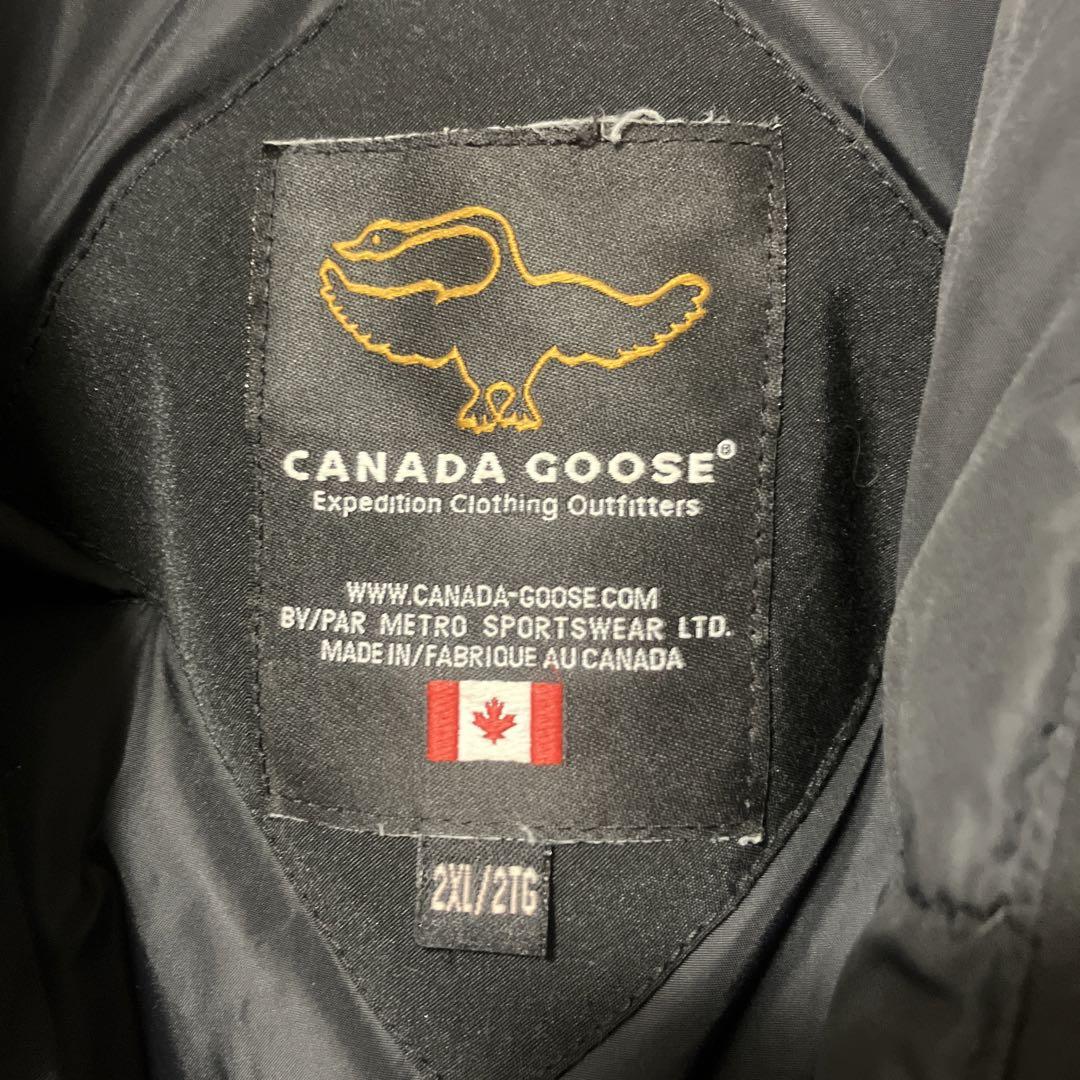 CANADA GOOSE®
Expedition Clothing Outfitters
WWW.CANADA-GOOSE.COM
BY/PAR METRO SPORTSWEAR LTD.
MADE IN/FABRIQUE AU CANADA
2XL/2TG